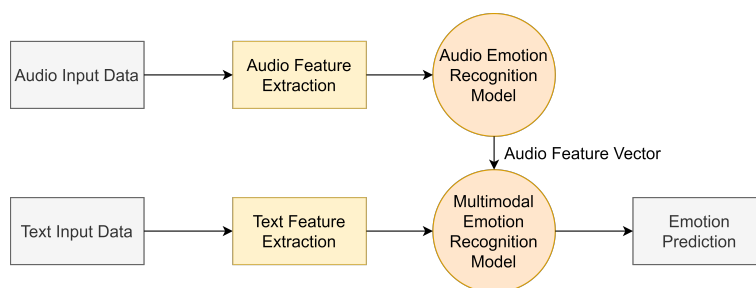 Audio Input Data
Audio Feature
Extraction
Audio Emotion
Recognition
Model
Audio Feature Vector
Text Input Data
Text Feature
Extraction
Multimodal
Emotion
Recognition
Model
Emotion
Prediction